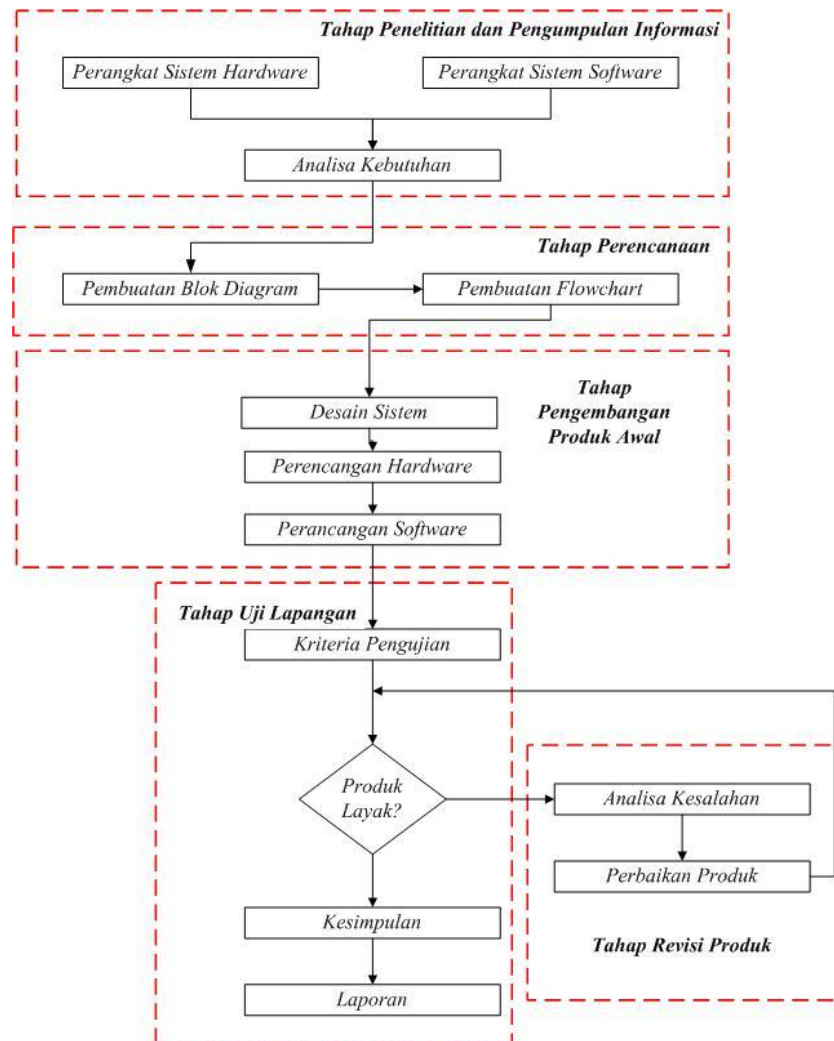 Tahap Penelitian dan Pengumpulan Informasi
Perangkat Sistem Hardware
Perangkat Sistem Software
Analisa Kebutuhan
Tahap Perencanaan
Pembuatan Blok Diagram
Pembuatan Flowchart
Tahap
Pengembangan
Produk Awal
Desain Sistem
Perencangan Hardware
Perancangan Software
Tahap Uji Lapangan
Kriteria Pengujian
Produk
Layak?
Analisa Kesalahan
Perbaikan Produk
Kesimpulan
Tahap Revisi Produk
Laporan